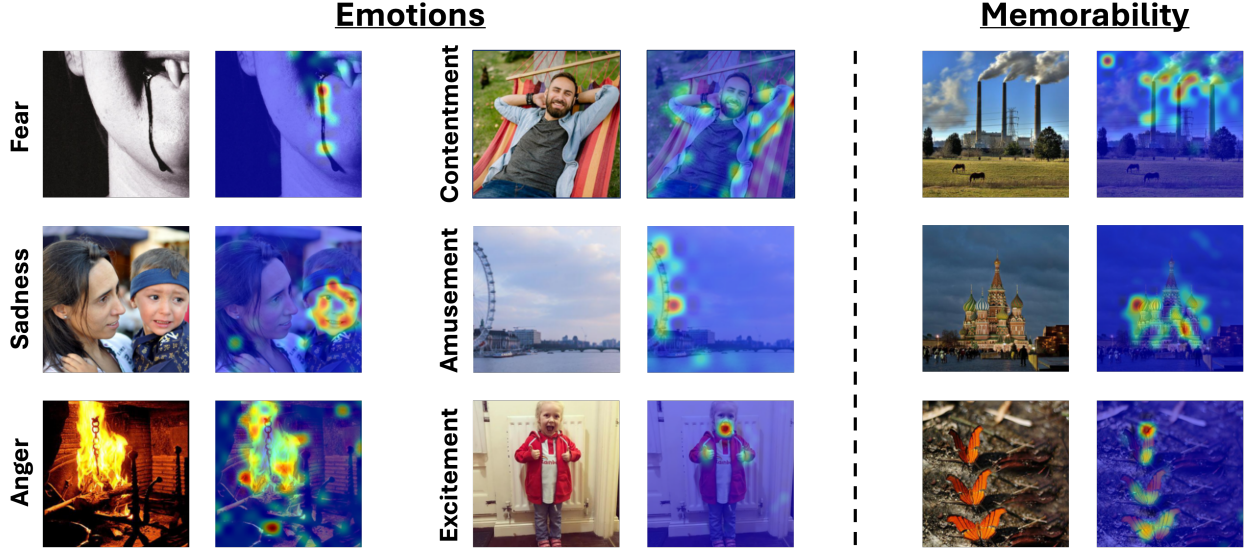 Emotions
Memorability
Fear
Contentment
Sadness
Amusement
Anger
Excitement